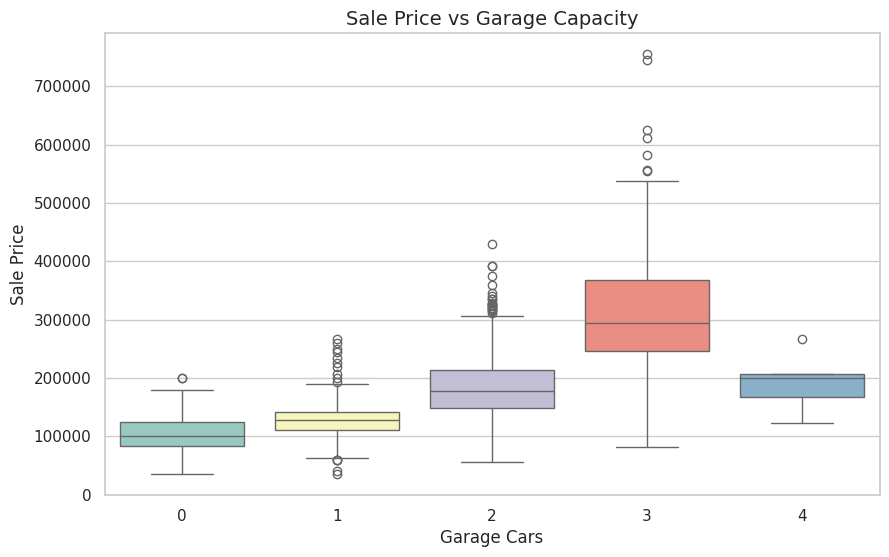 Sale Price vs Garage Capacity
Sale Price
700000
600000
500000
400000
300000
200000
100000
0
0 1 2 3 4
Garage Cars